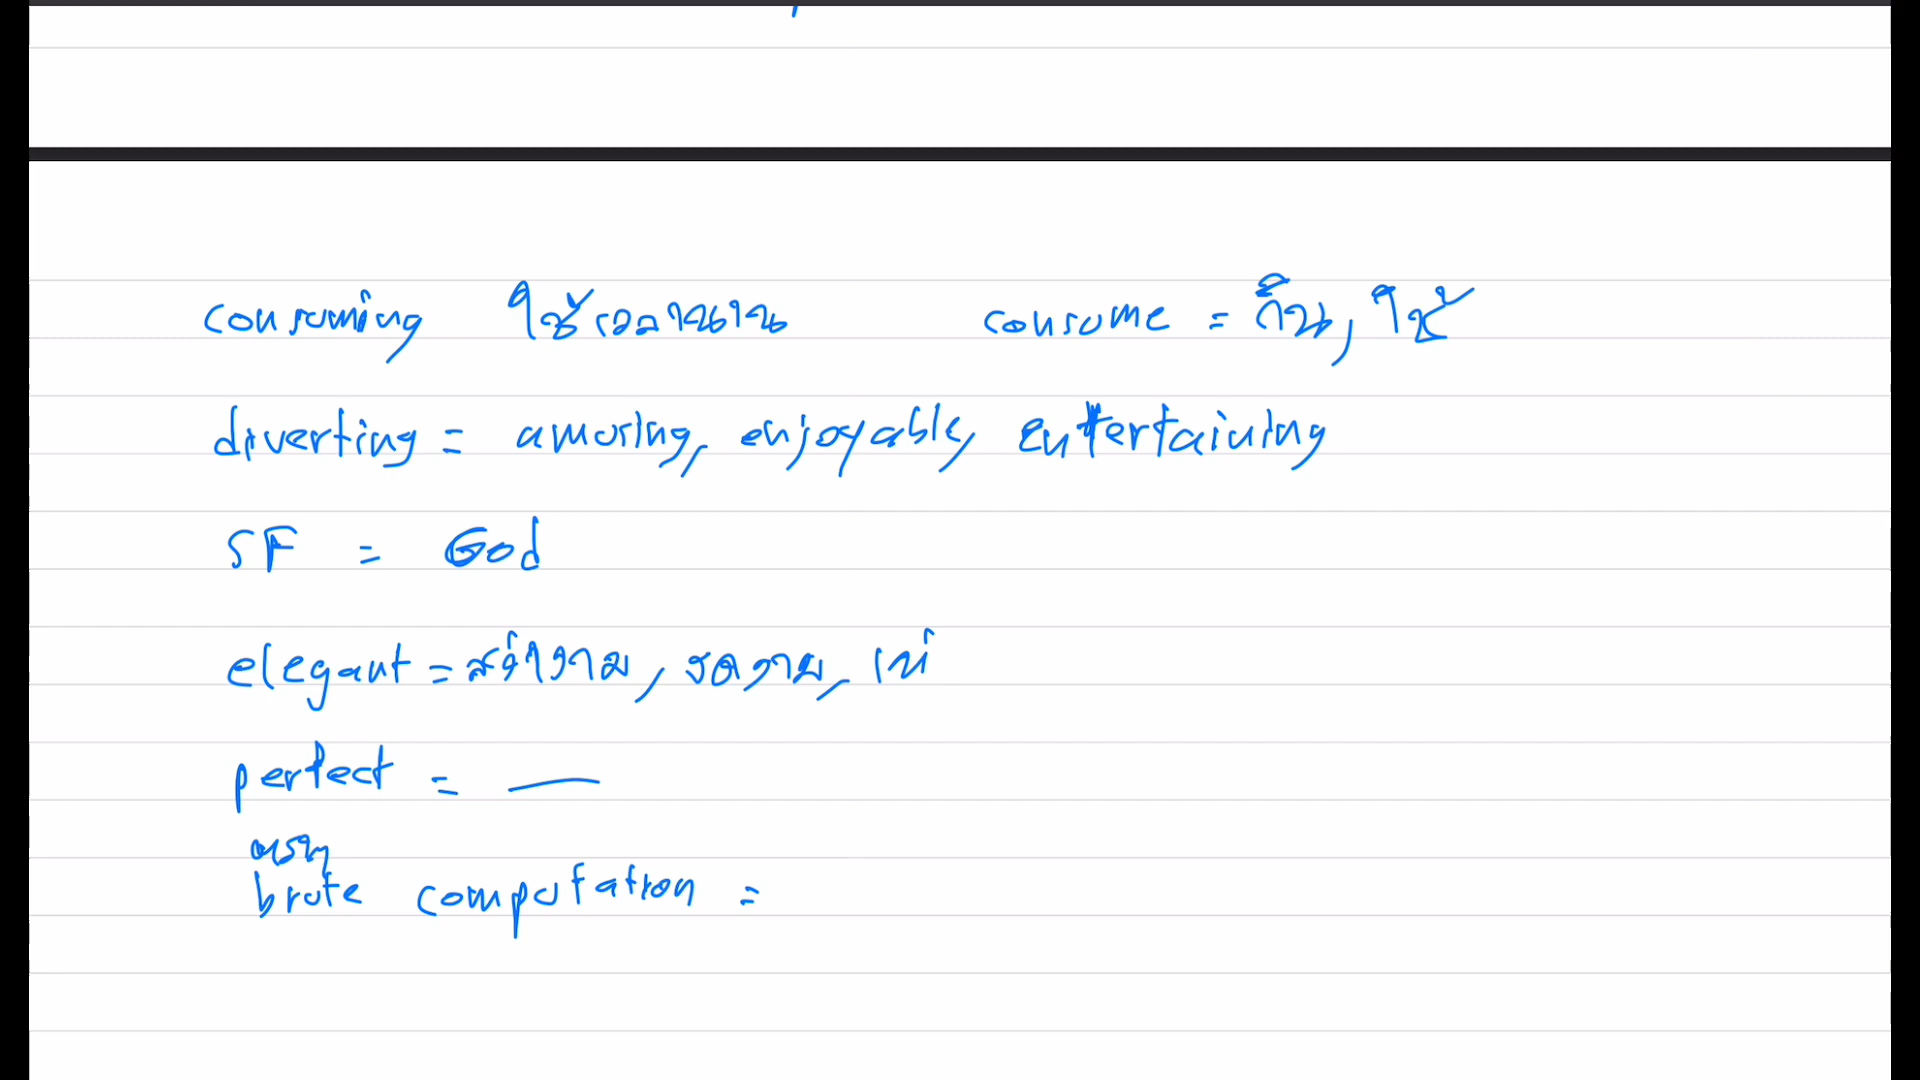 consuming ใช้เวลานาน consume = กิน, ใช้
diverting = amusing, enjoyable, entertaining
SF = God
elegant = สง่างาม, งดงาม, เท่
perfect = —
brute computation =